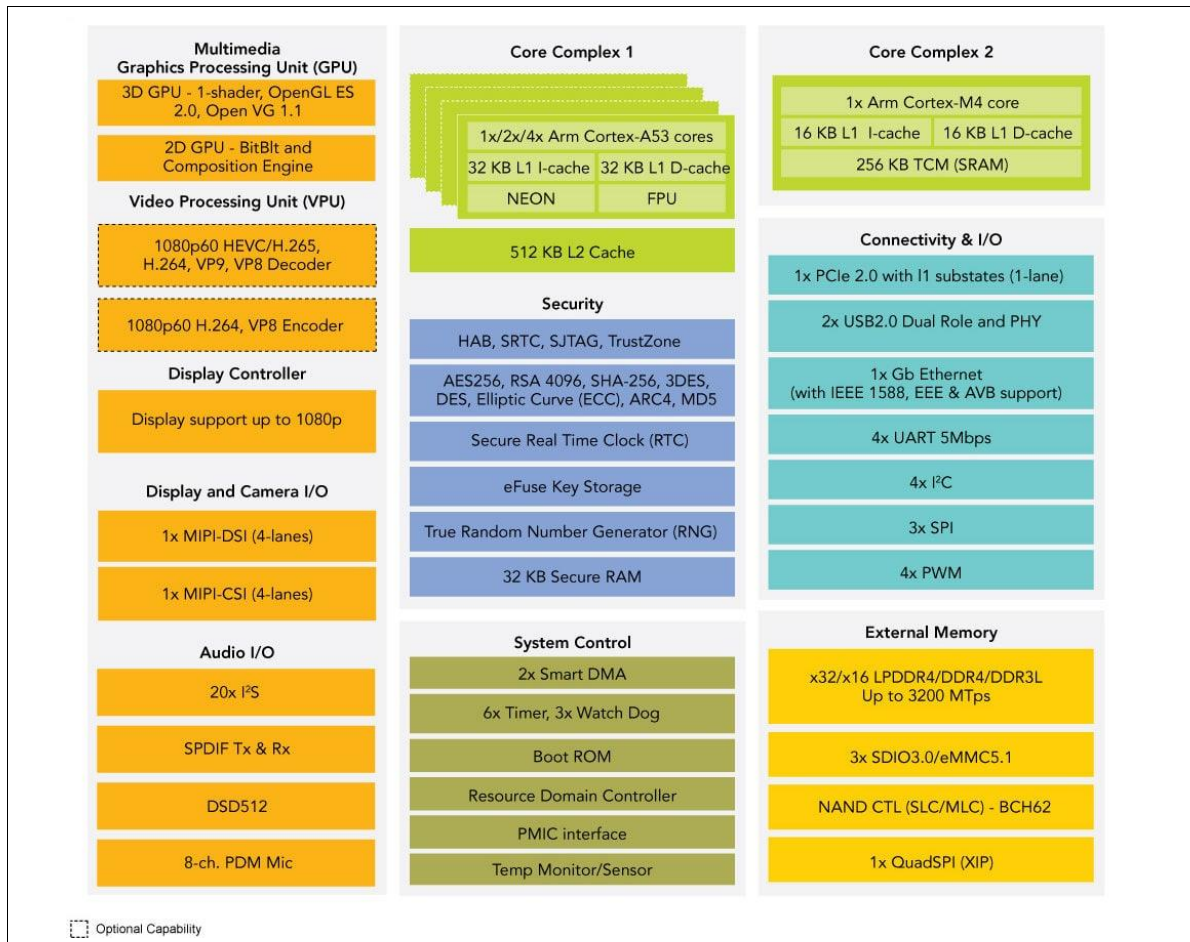 Multimedia
Graphics Processing Unit (GPU)
3D GPU - 1-shader, OpenGL ES
2.0, Open VG 1.1
2D GPU - BitBlt and
Composition Engine
Video Processing Unit (VPU)
1080p60 HEVC/H.265,
H.264, VP9, VP8 Decoder
1080p60 H.264, VP8 Encoder
Display Controller
Display support up to 1080p
Display and Camera I/O
1x MIPI-DSI (4-lanes)
1x MIPI-CSI (4-lanes)
Audio I/O
20x I²S
SPDIF Tx & Rx
DSD512
8-ch. PDM Mic
Core Complex 1
1x/2x/4x Arm Cortex-A53 cores
32 KB L1 I-cache
32 KB L1 D-cache
NEON
FPU
512 KB L2 Cache
Security
HAB, SRTC, SJTAG, TrustZone
AES256, RSA 4096, SHA-256, 3DES,
DES, Elliptic Curve (ECC), ARC4, MD5
Secure Real Time Clock (RTC)
eFuse Key Storage
True Random Number Generator (RNG)
32 KB Secure RAM
System Control
2x Smart DMA
6x Timer, 3x Watch Dog
Boot ROM
Resource Domain Controller
PMIC interface
Temp Monitor/Sensor
Core Complex 2
1x Arm Cortex-M4 core
16 KB L1 I-cache
16 KB L1 D-cache
256 KB TCM (SRAM)
Connectivity & I/O
1x PCIe 2.0 with l1 substates (1-lane)
2x USB2.0 Dual Role and PHY
1x Gb Ethernet
(with IEEE 1588, EEE & AVB support)
4x UART 5Mbps
4x I²C
3x SPI
4x PWM
External Memory
x32/x16 LPDDR4/DDR4/DDR3L
Up to 3200 MTps
3x SDIO3.0/eMMC5.1
NAND CTL (SLC/MLC) - BCH62
1x QuadSPI (XIP)
Optional Capability